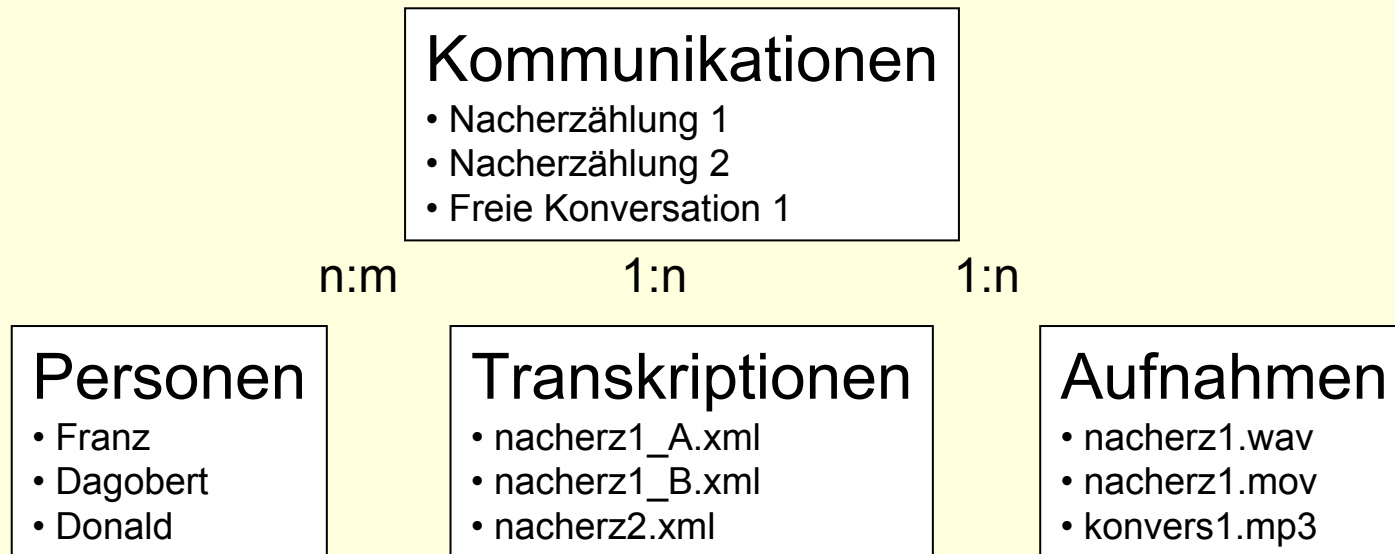 Kommunikationen
• Nacherzählung 1
• Nacherzählung 2
• Freie Konversation 1
n:m 1:n 1:n
Personen
• Franz
• Dagobert
• Donald
Transkriptionen
• nacherz1_A.xml
• nacherz1_B.xml
• nacherz2.xml
Aufnahmen
• nacherz1.wav
• nacherz1.mov
• konvers1.mp3